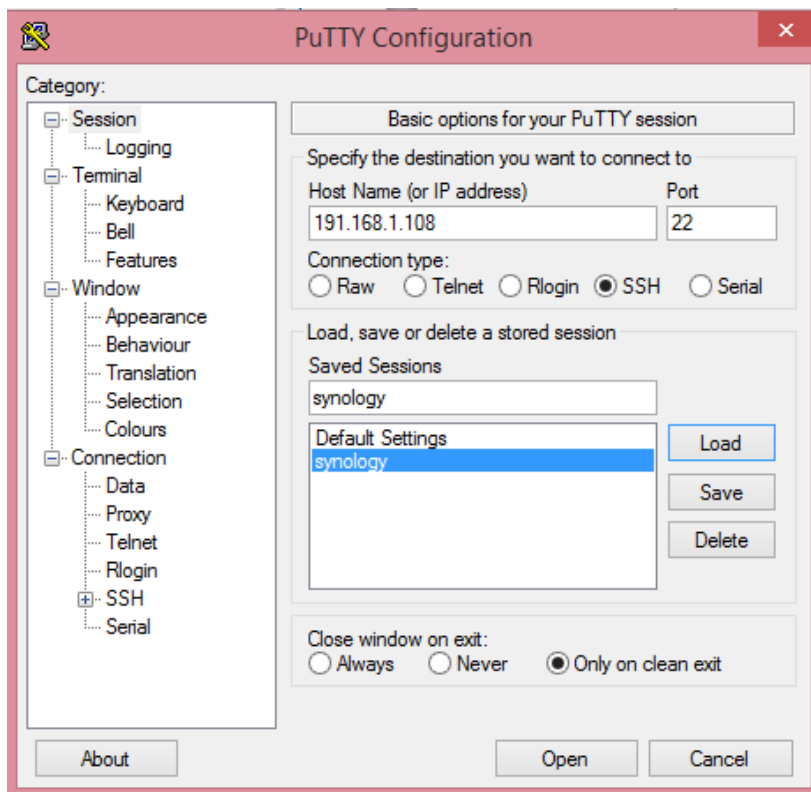 PuTTY Configuration
Category:
Session
Logging
Terminal
Keyboard
Bell
Features
Window
Appearance
Behaviour
Translation
Selection
Colours
Connection
Data
Proxy
Telnet
Rlogin
SSH
Serial
Basic options for your PuTTY session
Specify the destination you want to connect to
Host Name (or IP address) Port
191.168.1.108 22
Connection type:
Raw Telnet Rlogin SSH Serial
Load, save or delete a stored session
Saved Sessions
synology
Default Settings
synology
Load
Save
Delete
Close window on exit:
Always Never Only on clean exit
About Open Cancel